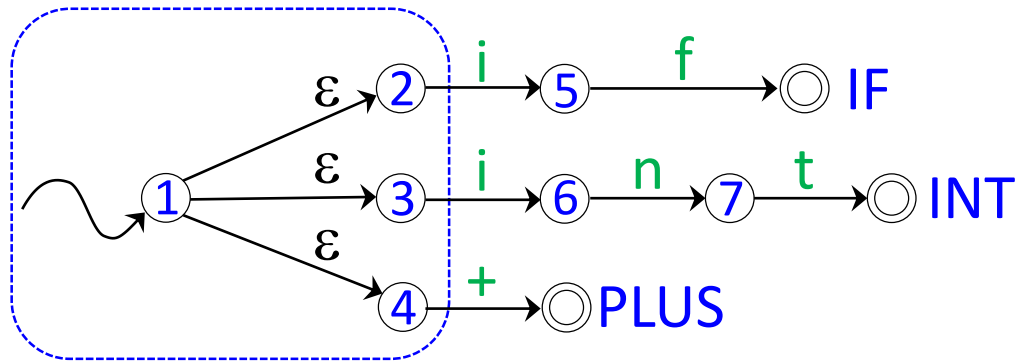 ε 2 i 5 f IF
1 ε 3 i 6 n 7 t INT
ε 4 + PLUS